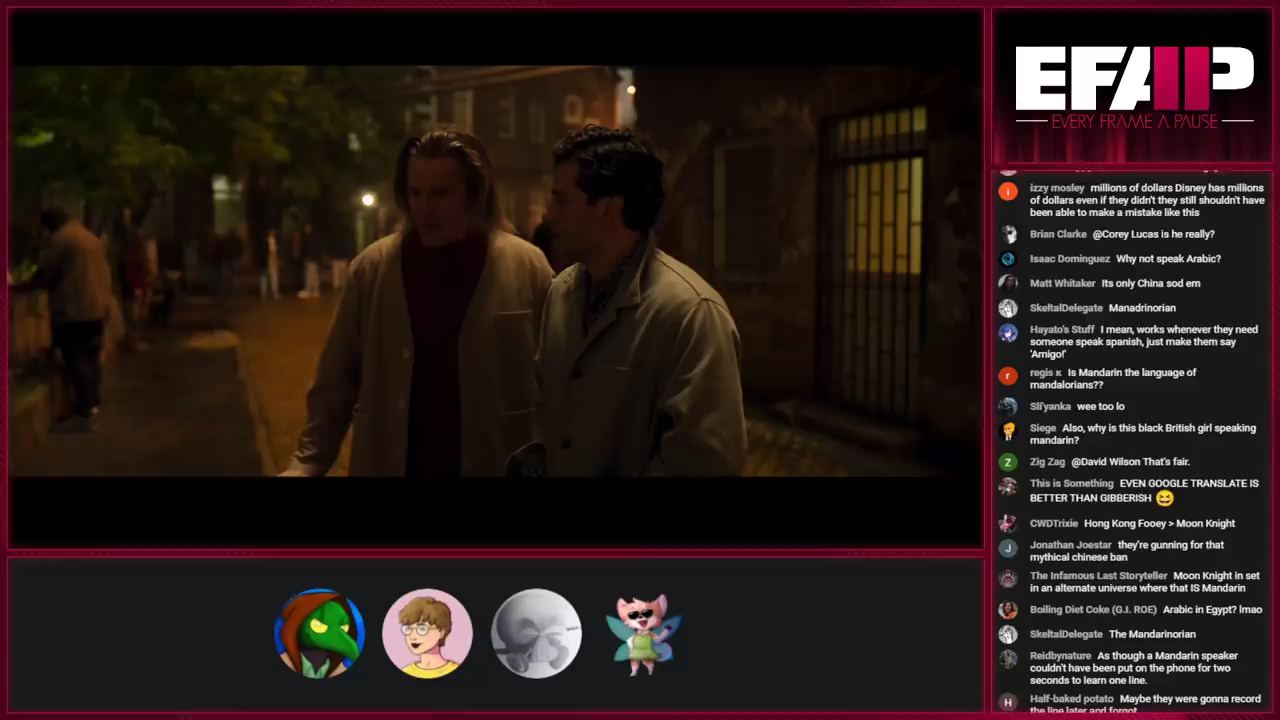 EFAP
EVERY FRAME A PAUSE
izzy mosley millions of dollars Disney has millions
of dollars even if they didn't they still shouldn't have
been able to make a mistake like this
Brian Clarke @Corey Lucas is he really?
Isaac Dominguez Why not speak Arabic?
Matt Whitaker Its only China sod em
SkeltalDelegate Manadrinorian
Hayato's Stuff I mean, works whenever they need
someone speak spanish, just make them say
'Amigo!'
regis κ Is Mandarin the language of
mandalorians??
Sli'yanka wee too lo
Siege Also, why is this black British girl speaking
mandarin?
Zig Zag @David Wilson That's fair.
This is Something EVEN GOOGLE TRANSLATE IS
BETTER THAN GIBBERISH
CWDTrixie Hong Kong Fooey > Moon Knight
Jonathan Joestar they're gunning for that
mythical chinese ban
The Infamous Last Storyteller Moon Knight in set
in an alternate universe where that IS Mandarin
Boiling Diet Coke (G.I. ROE) Arabic in Egypt? lmao
SkeltalDelegate The Mandarinorian
Reidbynature As though a Mandarin speaker
couldn't have been put on the phone for two
seconds to learn one line.
Half-baked potato Maybe they were gonna record
the line later and forgot